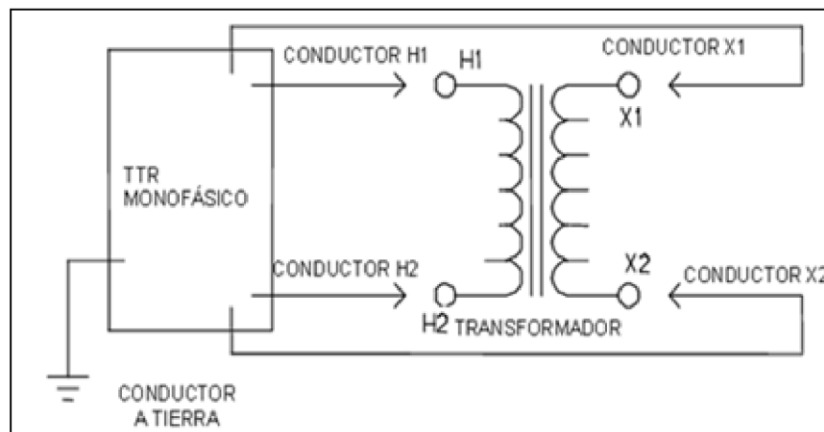 CONDUCTOR H1
H1
CONDUCTOR X1
X1
TTR
MONOFÁSICO
CONDUCTOR H2
H2
TRANSFORMADOR
X2
CONDUCTOR X2
CONDUCTOR
A TIERRA